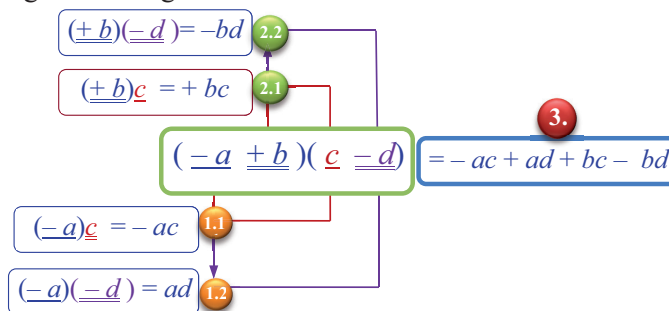 (+ b)(– d) = –bd
2.2
(+ b)c = + bc
2.1
3.
(– a + b )( c – d) = – ac + ad + bc – bd
(– a)c = – ac
1.1
(– a)(– d ) = ad
1.2